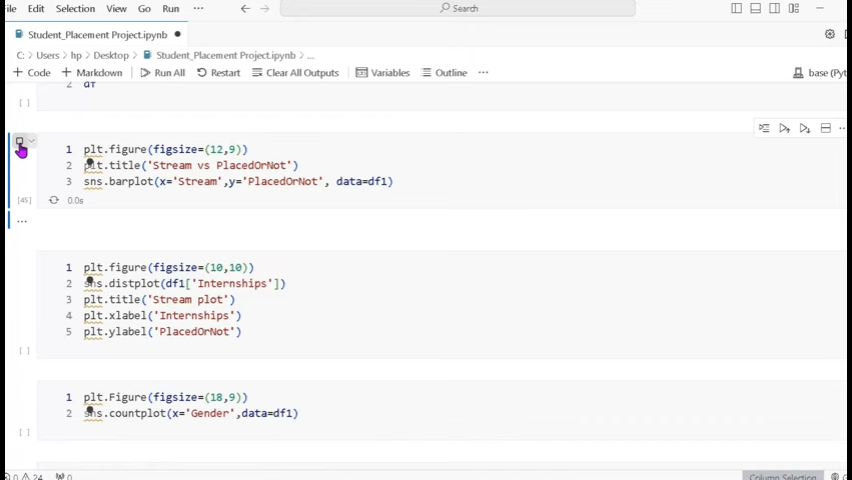 ile Edit Selection View Go Run ··· Search
Student_Placement Project.ipynb
C: > Users > hp > Desktop > Student_Placement Project.ipynb > ...
+ Code + Markdown Run All Restart Clear All Outputs Variables Outline ··· base (Pyt
2 df
[ ]
1 plt.figure(figsize=(12,9))
2 plt.title('Stream vs PlacedOrNot')
3 sns.barplot(x='Stream',y='PlacedOrNot', data=df1)
[45] 0.0s
...
1 plt.figure(figsize=(10,10))
2 sns.distplot(df1['Internships'])
3 plt.title('Stream plot')
4 plt.xlabel('Internships')
5 plt.ylabel('PlacedOrNot')
[ ]
1 plt.Figure(figsize=(18,9))
2 sns.countplot(x='Gender',data=df1)
[ ]
0 24 0 Column Selection